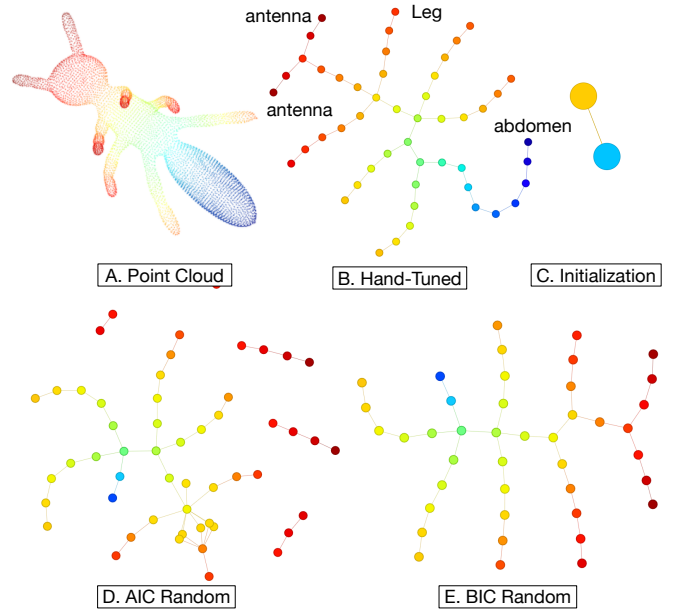 antenna
Leg
antenna
abdomen
A. Point Cloud
B. Hand-Tuned
C. Initialization
D. AIC Random
E. BIC Random